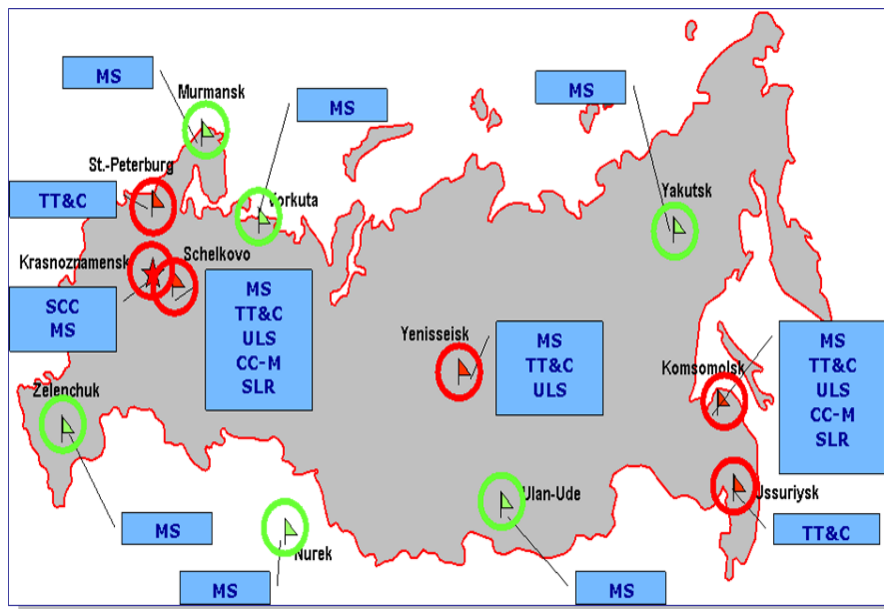 MS
Murmansk
MS
MS
St.-Peterburg
TT&C
Vorkuta
Yakutsk
Krasnoznamensk
Schelkovo
SCC
MS
MS
TT&C
ULS
CC-M
SLR
Yenisseisk
MS
TT&C
ULS
Komsomolsk
MS
TT&C
ULS
CC-M
SLR
Zelenchuk
MS
Nurek
MS
Ulan-Ude
MS
Ussuriysk
TT&C